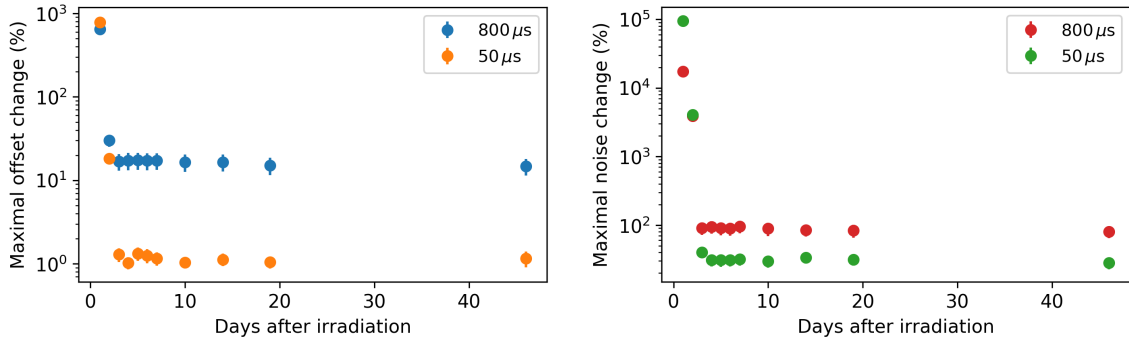 Maximal offset change (%)
10³
10²
10¹
10⁰
800 μs
50 μs
0 10 20 30 40
Days after irradiation
Maximal noise change (%)
10⁵
10⁴
10³
10²
800 μs
50 μs
0 10 20 30 40
Days after irradiation